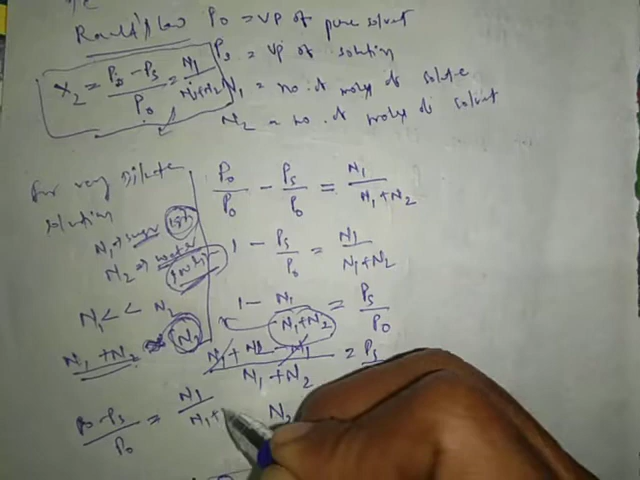 Raoult's law P0 = VP of pure solvent
Ps = VP of solution
X2 = P0 - Ps / P0 = N1 / N1+N2
N1 = no. of moles of solute
N2 = no. of moles of solvent
For very dilute
solution
N1 → sugar
N2 → water
N1 < < N2
N1 + N2 N2
P0/P0 - Ps/P0 = N1 / N1+N2
1 - Ps/P0 = N1 / N1+N2
1 - N1 / N1+N2 = Ps/P0
N1 + N2 - N1 / N1 + N2 = Ps
P0 - Ps / P0 = N1 / N1+ N2